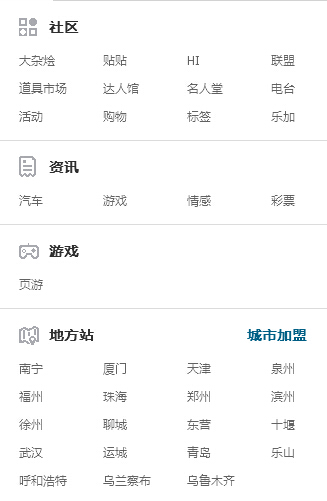 社区
大杂烩 贴贴 HI 联盟
道具市场 达人馆 名人堂 电台
活动 购物 标签 乐加
资讯
汽车 游戏 情感 彩票
游戏
页游
地方站 城市加盟
南宁 厦门 天津 泉州
福州 珠海 郑州 滨州
徐州 聊城 东营 十堰
武汉 运城 青岛 乐山
呼和浩特 乌兰察布 乌鲁木齐